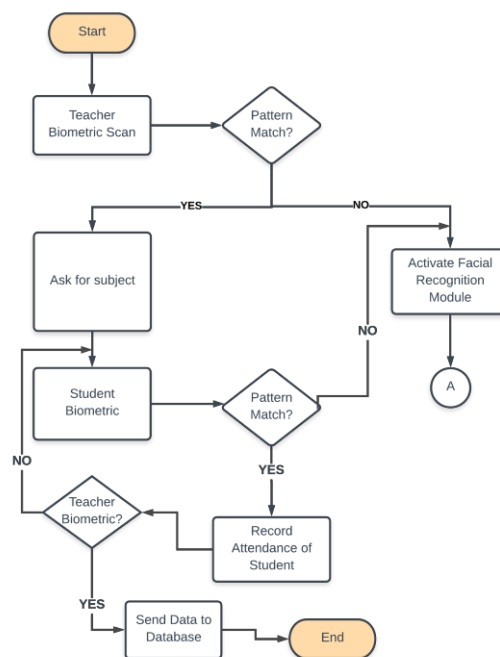 Start
Teacher
Biometric Scan
Pattern
Match?
YES
NO
Ask for subject
Activate Facial
Recognition
Module
NO
A
Student
Biometric
Pattern
Match?
NO
YES
Teacher
Biometric?
Record
Attendance of
Student
YES
Send Data to
Database
End